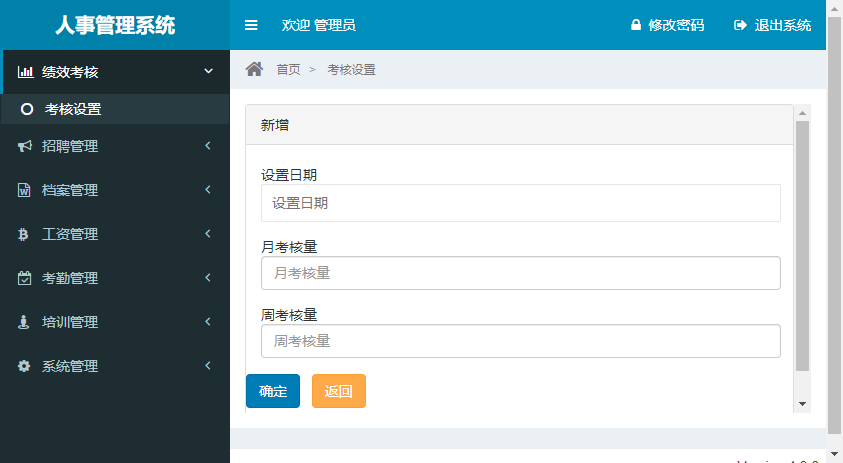 人事管理系统
欢迎 管理员
修改密码
退出系统
绩效考核
考核设置
招聘管理
档案管理
工资管理
考勤管理
培训管理
系统管理
首页 > 考核设置
新增
设置日期
设置日期
月考核量
月考核量
周考核量
周考核量
确定
返回